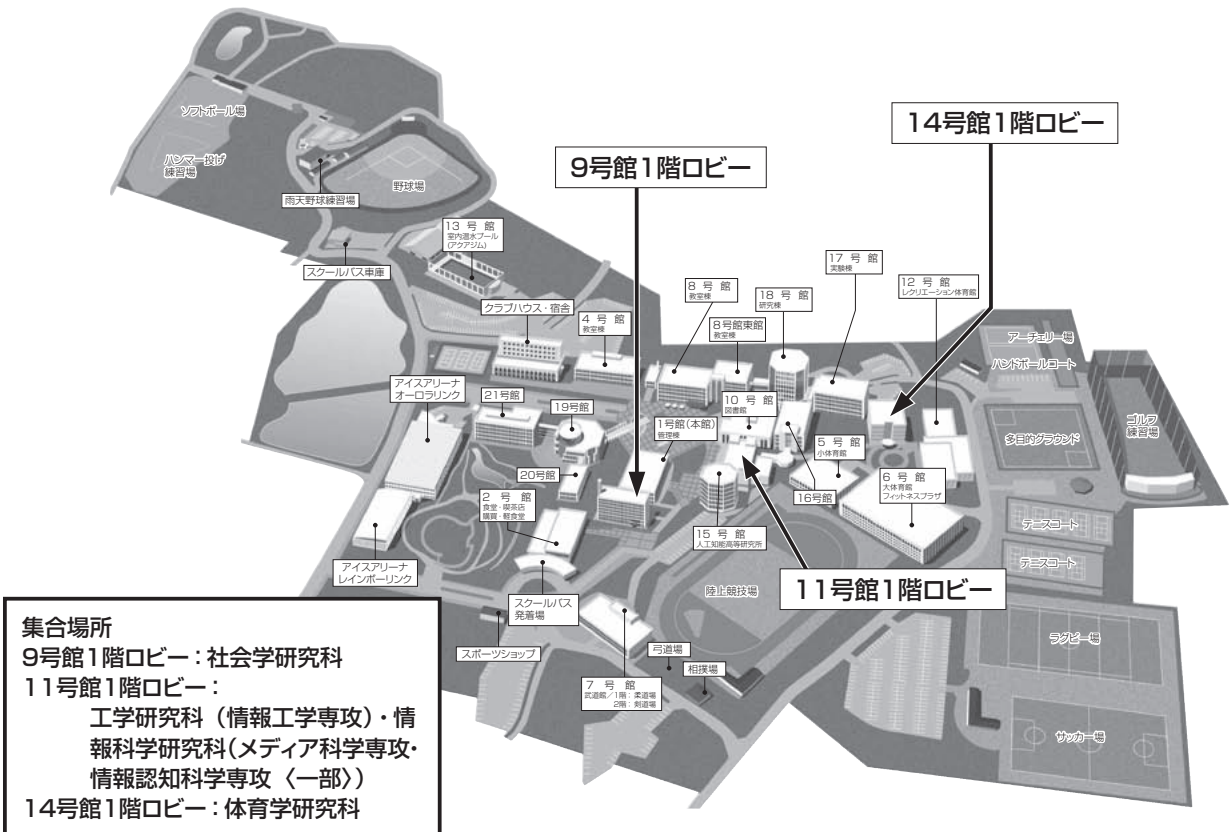 ソフトボール場
ハンマー投げ
練習場
雨天野球練習場
野球場
スクールバス車庫
13号館
室内温水プール
(アクアジム)
クラブハウス・宿舎
4号館
教室棟
9号館1階ロビー
14号館1階ロビー
8号館
教室棟
8号館東館
教室棟
18号館
研究棟
17号館
実験棟
12号館
レクリエーション体育館
アーチェリー場
ハンドボールコート
ゴルフ
練習場
多目的グラウンド
アイスアリーナ
オーロラリンク
21号館
19号館
1号館(本館)
管理棟
10号館
図書館
5号館
小体育館
6号館
大体育館
フィットネスプラザ
20号館
2号館
食堂・喫茶店
購買・軽食堂
16号館
15号館
人工知能高等研究所
テニスコート
テニスコート
アイスアリーナ
レインボーリンク
スクールバス
発着場
陸上競技場
11号館1階ロビー
スポーツショップ
弓道場
相撲場
7号館
武道館/1階:柔道場
2階:剣道場
ラグビー場
サッカー場
集合場所
9号館1階ロビー:社会学研究科
11号館1階ロビー:
工学研究科(情報工学専攻)・情
報科学研究科(メディア科学専攻・
情報認知科学専攻〈一部〉)
14号館1階ロビー:体育学研究科